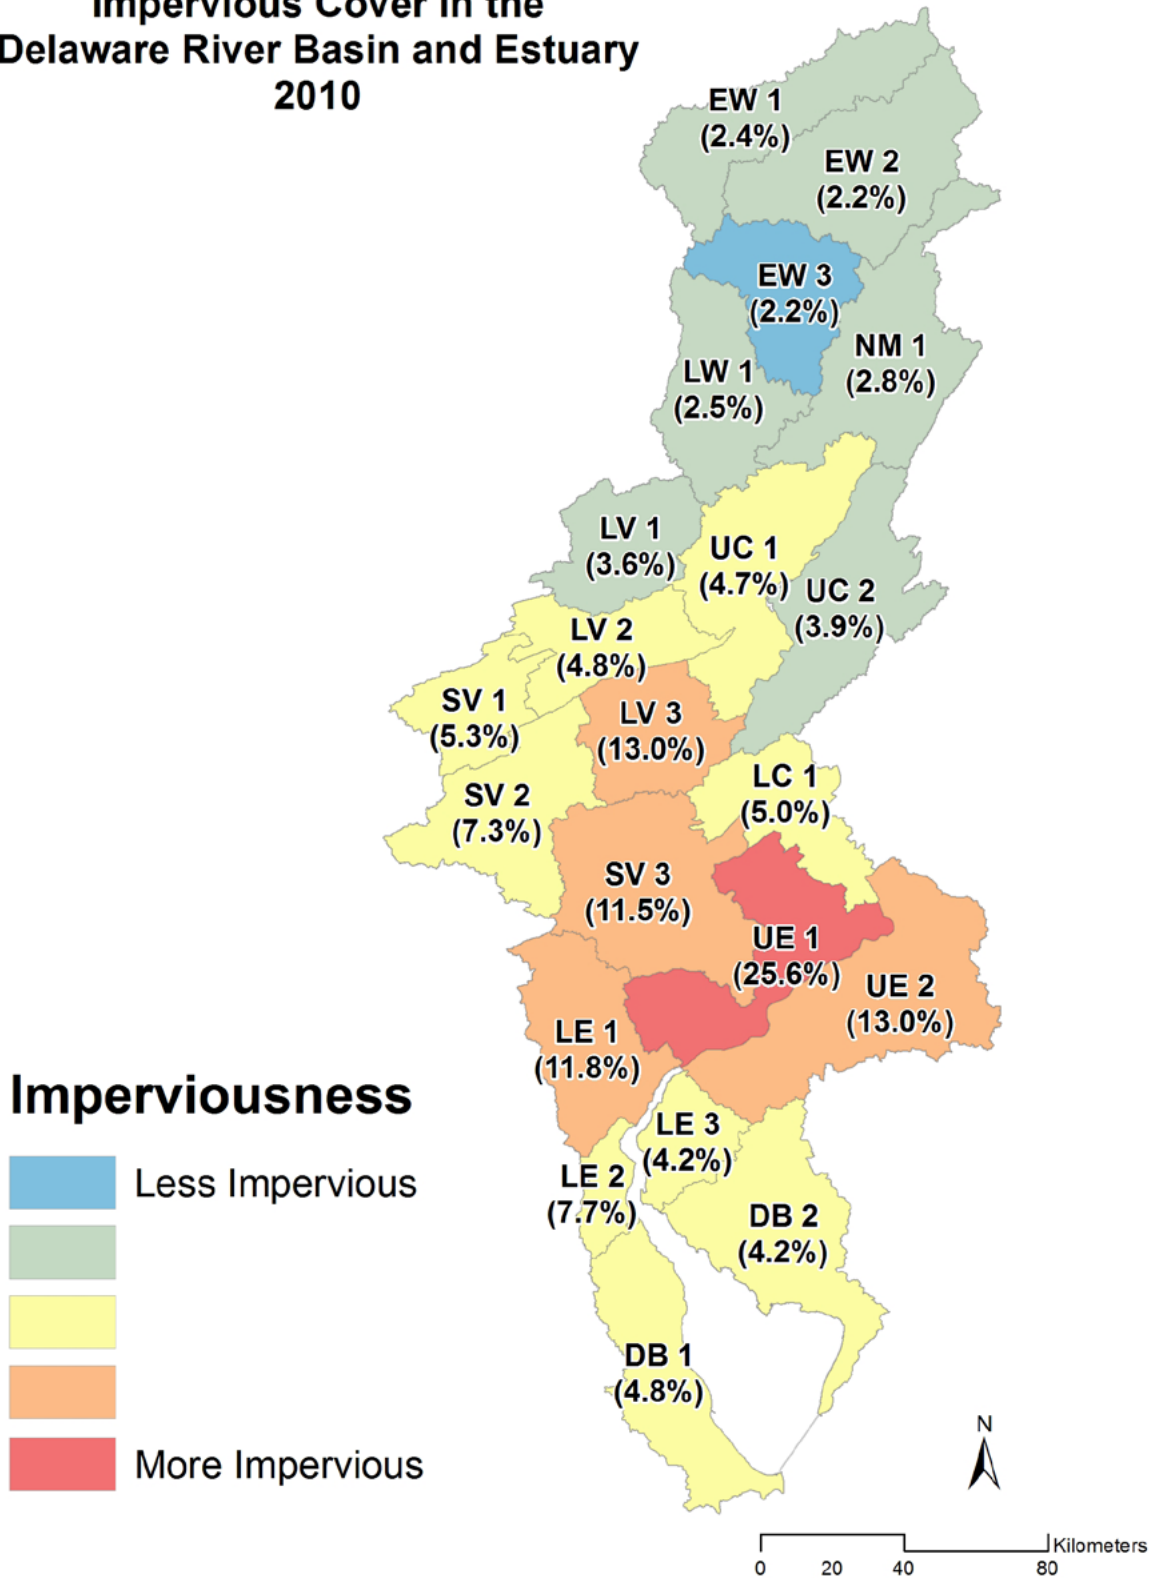 Impervious Cover in the
Delaware River Basin and Estuary
2010
EW 1
(2.4%)
EW 2
(2.2%)
EW 3
(2.2%)
NM 1
(2.8%)
LW 1
(2.5%)
LV 1
(3.6%)
UC 1
(4.7%)
UC 2
(3.9%)
LV 2
(4.8%)
SV 1
(5.3%)
LV 3
(13.0%)
LC 1
(5.0%)
SV 2
(7.3%)
SV 3
(11.5%)
UE 1
(25.6%)
UE 2
(13.0%)
LE 1
(11.8%)
LE 3
(4.2%)
LE 2
(7.7%)
DB 2
(4.2%)
DB 1
(4.8%)
Imperviousness
Less Impervious
More Impervious
N
Kilometers
0 20 40 80